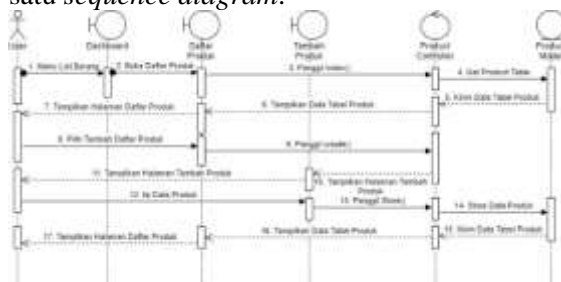 satu sequence diagram.
User
Dashboard
Daftar
Produk
Tambah
Produk
Product
Controller
Product
Model
1. Menu List Barang
2. Buka Daftar Produk
3. Panggil index()
4. Get Product Table
5. Kirim Data Table Produk
6. Tampilkan Data Tabel Produk
7. Tampilkan Halaman Daftar Produk
8. Pilih Tambah Daftar Produk
9. Panggil create()
10. Tampilkan Halaman Tambah
Produk
11. Tampilkan Halaman Tambah Produk
12. Isi Data Produk
13. Panggil Store()
14. Store Data Produk
15. Kirim Data Tabel Produk
16. Tampilkan Data Tabel Produk
17. Tampilkan Halaman Daftar Produk